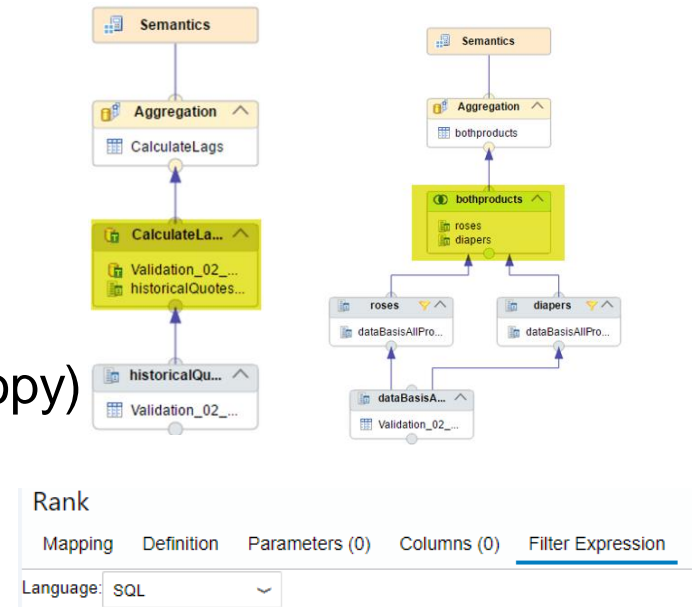 Semantics
Aggregation
CalculateLags
CalculateLa...
Validation_02_...
historicalQuotes...
historicalQu...
Validation_02_...
Semantics
Aggregation
bothproducts
bothproducts
roses
diapers
roses
dataBasisAllPro...
diapers
dataBasisAllPro...
dataBasisA...
Validation_02_...
opy)
Rank
Mapping Definition Parameters (0) Columns (0) Filter Expression
Language: SQL